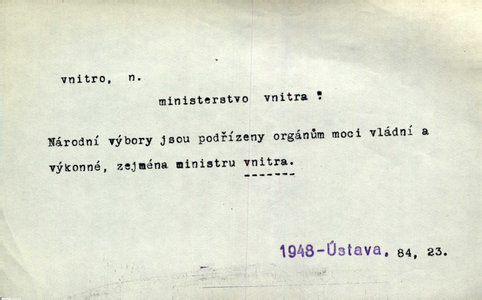 vnitro, n.
ministerstvo vnitra :
Národní výbory jsou podřízeny orgánům moci vládní a
výkonné, zejména ministru vnitra.
1948-Ústava, 84, 23.